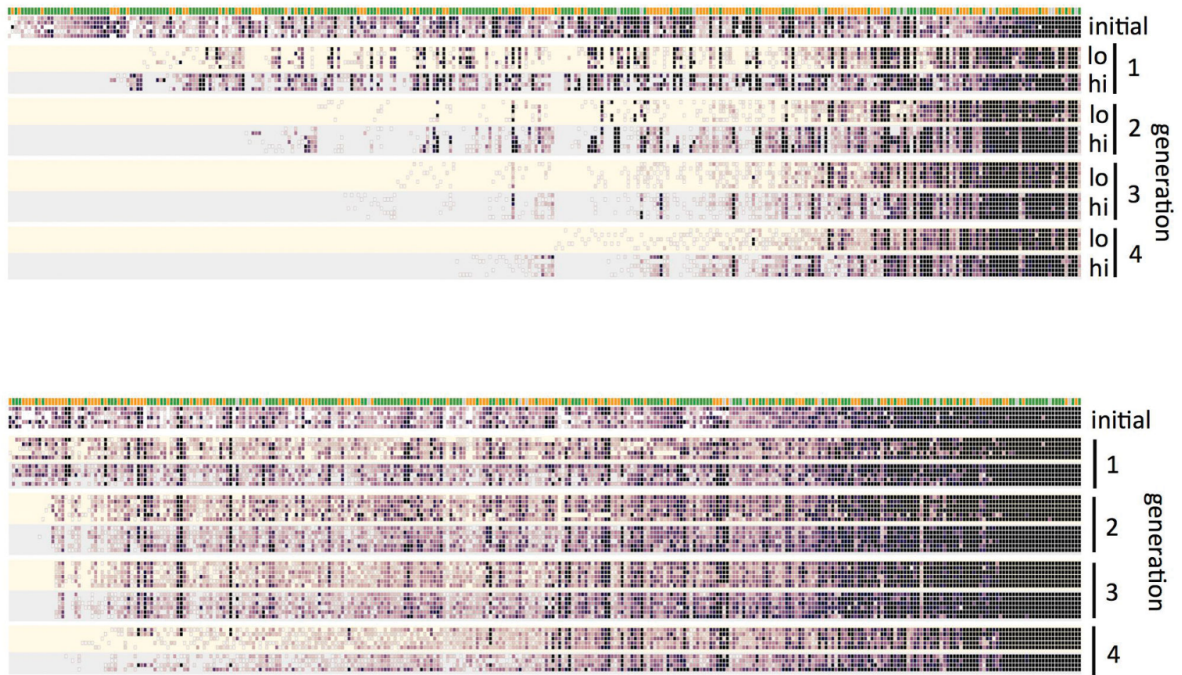 initial
lo
hi
1
lo
hi
2
lo
hi
3
lo
hi
4
generation
initial
1
2
3
4
generation